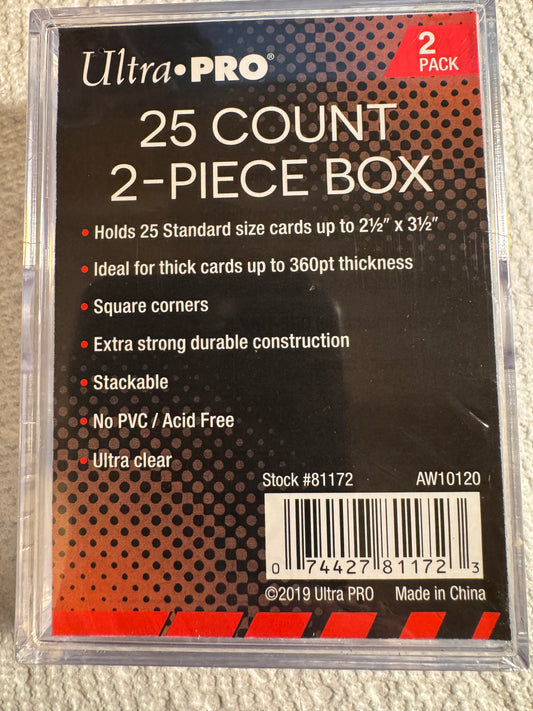 Ultra•PRO®
2
PACK
25 COUNT
2-PIECE BOX
• Holds 25 Standard size cards up to 2½" x 3½"
• Ideal for thick cards up to 360pt thickness
• Square corners
• Extra strong durable construction
• Stackable
• No PVC / Acid Free
• Ultra clear
Stock #81172 AW10120
0 74427 81172 3
©2019 Ultra PRO Made in China